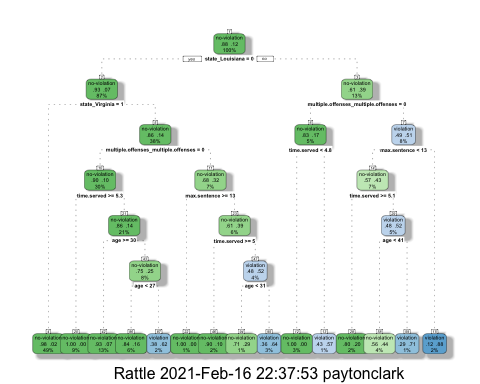 no-violation
.88 .12
100%
yes
state_Louisiana = 0
no
no-violation
.93 .07
87%
state_Virginia = 1
no-violation
.61 .39
13%
multiple.offenses_multiple.offenses = 0
no-violation
.86 .14
38%
multiple.offenses_multiple.offenses = 0
no-violation
.83 .17
5%
time.served < 4.8
violation
.49 .51
8%
max.sentence < 13
no-violation
.90 .10
30%
time.served >= 5.3
no-violation
.68 .32
7%
max.sentence >= 13
no-violation
.57 .43
7%
time.served >= 5.1
no-violation
.86 .14
21%
age >= 30
no-violation
.61 .39
6%
time.served >= 5
violation
.48 .52
5%
age < 41
no-violation
.75 .25
8%
age < 27
violation
.48 .52
4%
age < 31
no-violation no-violation no-violation no-violation violation no-violation no-violation no-violation violation no-violation violation no-violation no-violation violation violation
.98 .02 1.00 .00 .93 .07 .84 .16 .38 .62 1.00 .00 .90 .10 .71 .29 .36 .64 1.00 .00 .43 .57 .80 .20 .56 .44 .29 .71 .12 .88
49% 9% 13% 6% 2% 1% 2% 1% 3% 3% 1% 2% 4% 1% 2%
Rattle 2021-Feb-16 22:37:53 paytonclark